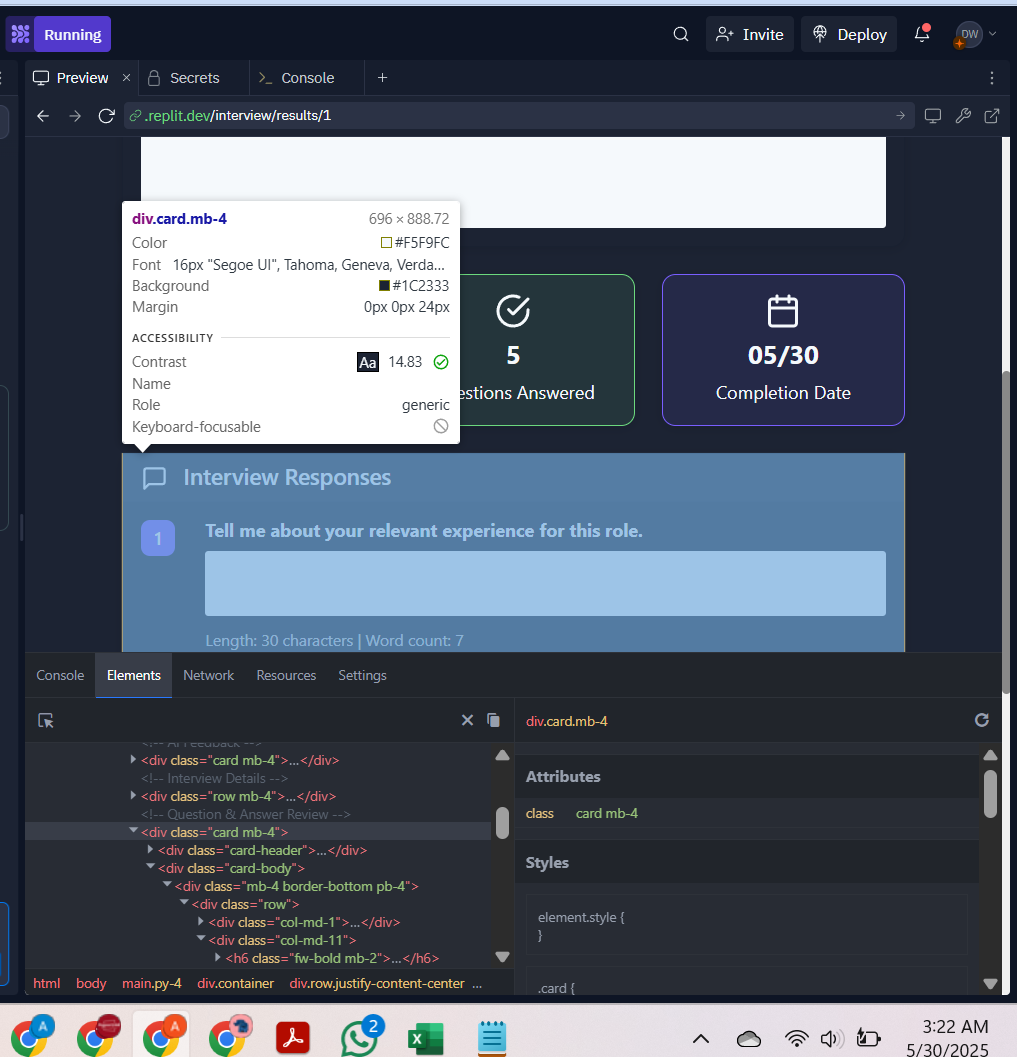 Running
Invite
Deploy
DW
Preview
Secrets
Console
.replit.dev/interview/results/1
div.card.mb-4 696 × 888.72
Color #F5F9FC
Font 16px "Segoe UI", Tahoma, Geneva, Verda...
Background #1C2333
Margin 0px 0px 24px
ACCESSIBILITY
Contrast Aa 14.83
Name
Role generic
Keyboard-focusable
5
estions Answered
05/30
Completion Date
Interview Responses
1
Tell me about your relevant experience for this role.
Length: 30 characters | Word count: 7
Console Elements Network Resources Settings
div.card.mb-4
<!-- AI Feedback -->
<div class="card mb-4">…</div>
<!-- Interview Details -->
<div class="row mb-4">…</div>
<!-- Question & Answer Review -->
<div class="card mb-4">
<div class="card-header">…</div>
<div class="card-body">
<div class="mb-4 border-bottom pb-4">
<div class="row">
<div class="col-md-1">…</div>
<div class="col-md-11">
<h6 class="fw-bold mb-2">…</h6>
html body main.py-4 div.container div.row.justify-content-center ...
Attributes
class card mb-4
Styles
element.style {
}
.card {
A
A
2
3:22 AM
5/30/2025